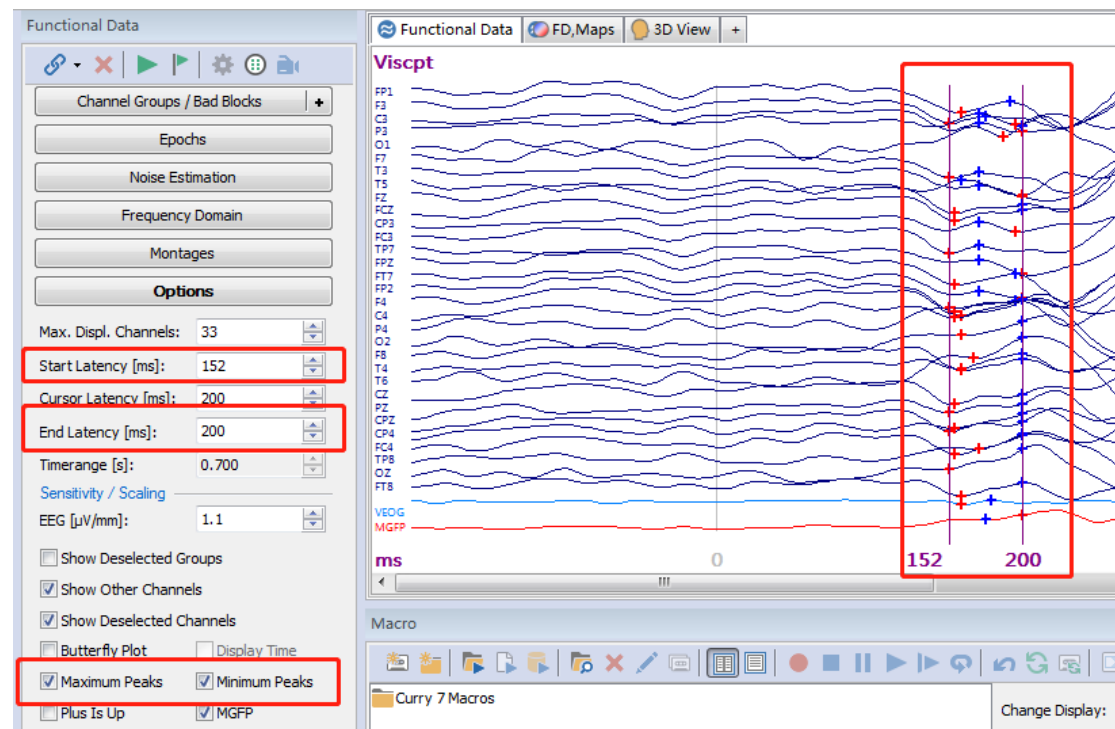 Functional Data
Channel Groups / Bad Blocks +
Epochs
Noise Estimation
Frequency Domain
Montages
Options
Max. Displ. Channels: 33
Start Latency [ms]: 152
Cursor Latency [ms]: 200
End Latency [ms]: 200
Timerange [s]: 0.700
Sensitivity / Scaling
EEG [µV/mm]: 1.1
Show Deselected Groups
Show Other Channels
Show Deselected Channels
Butterfly Plot Display Time
Maximum Peaks Minimum Peaks
Plus Is Up MGFP
Functional Data FD,Maps 3D View +
Viscpt
FP1
F3
C3
P3
O1
F7
T3
T5
FZ
FCZ
CP3
FC3
TP7
FPZ
FT7
FP2
F4
C4
P4
O2
F8
T4
T6
CZ
PZ
CPZ
CP4
FC4
TP8
OZ
FT8
VEOG
MGFP
ms 0 152 200
Macro
Curry 7 Macros
Change Display: